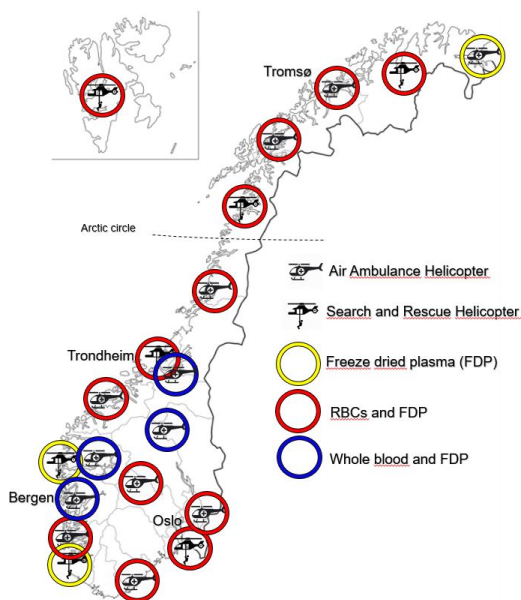 Tromsø
Arctic circle
Air Ambulance Helicopter
Search and Rescue Helicopter
Trondheim
Freeze dried plasma (FDP)
RBCs and FDP
Whole blood and FDP
Bergen
Oslo